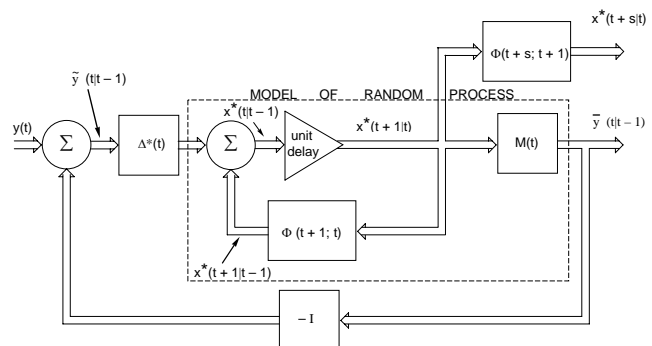 x*(t + s|t)
Φ(t + s; t + 1)
ỹ (t|t − 1)
MODEL OF RANDOM PROCESS
x*(t|t−1)
y(t)
Σ
Δ*(t)
Σ
unit
delay
x*(t + 1|t)
M(t)
y̅ (t|t − 1)
Φ (t + 1; t)
x*(t + 1|t − 1)
− I